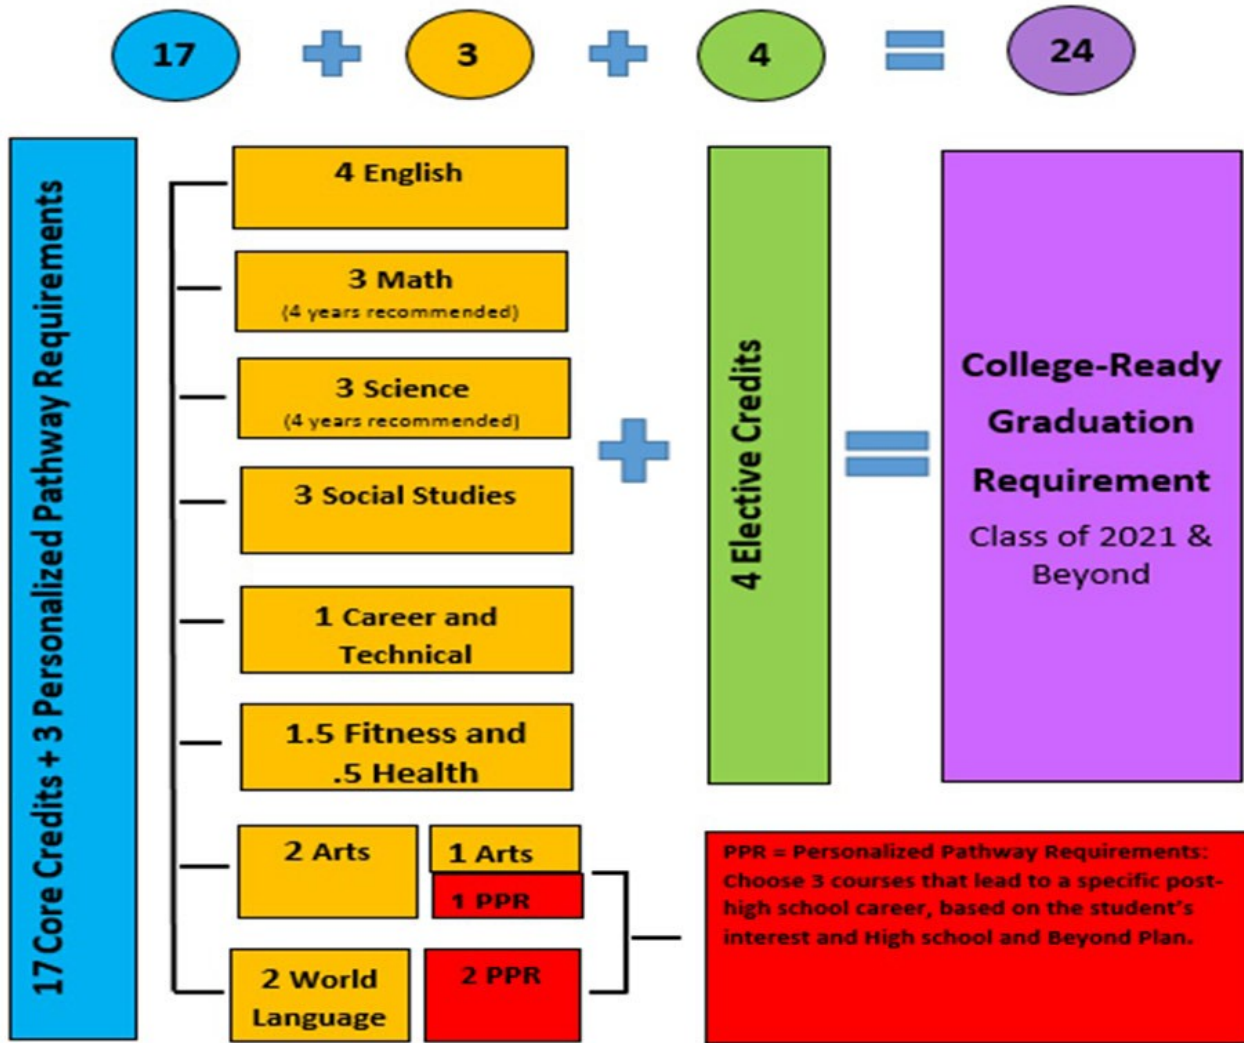 17 + 3 + 4 = 24
17 Core Credits + 3 Personalized Pathway Requirements
4 English
3 Math
(4 years recommended)
3 Science
(4 years recommended)
3 Social Studies
1 Career and
Technical
1.5 Fitness and
.5 Health
2 Arts
1 Arts
1 PPR
2 World
Language
2 PPR
+
4 Elective Credits
=
College-Ready
Graduation
Requirement
Class of 2021 &
Beyond
PPR = Personalized Pathway Requirements:
Choose 3 courses that lead to a specific post-
high school career, based on the student's
interest and High school and Beyond Plan.